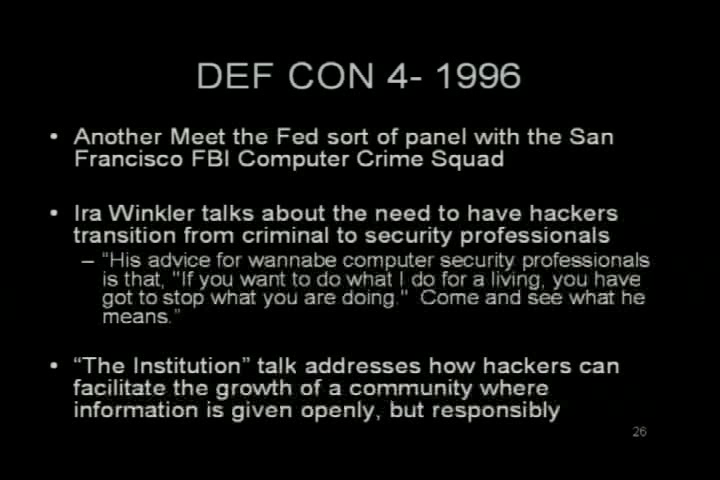 DEF CON 4- 1996
• Another Meet the Fed sort of panel with the San
Francisco FBI Computer Crime Squad
• Ira Winkler talks about the need to have hackers
transition from criminal to security professionals
– “His advice for wannabe computer security professionals
is that, "If you want to do what I do for a living, you have
got to stop what you are doing." Come and see what he
means.”
• “The Institution” talk addresses how hackers can
facilitate the growth of a community where
information is given openly, but responsibly
26